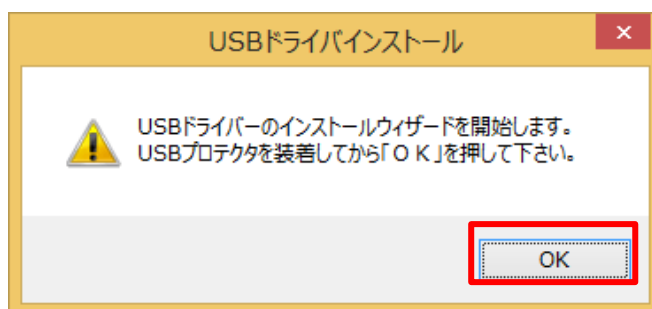 USBドライバインストール
USBドライバーのインストールウィザードを開始します。
USBプロテクタを装着してから「ＯＫ」を押して下さい。
OK